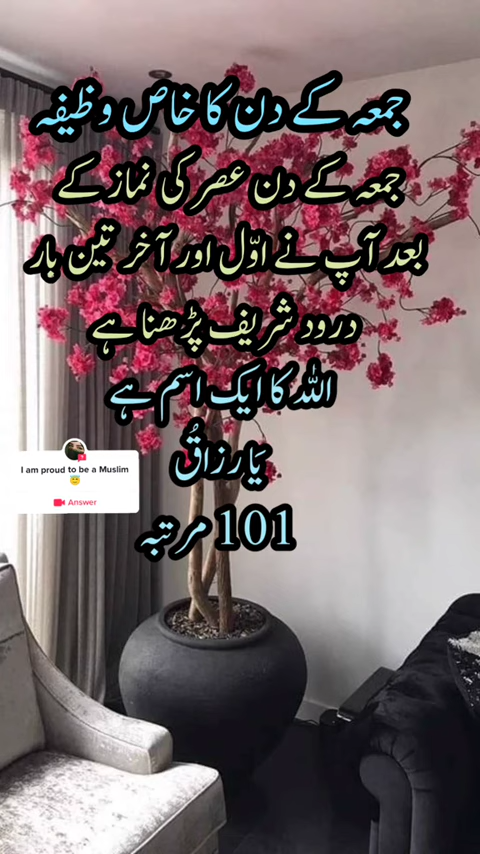 جمعہ کے دن کا خاص وظیفہ
جمعہ کے دن عصر کی نماز کے
بعد آپ نے اوّل اور آخر تین بار
درود شریف پڑھنا ہے
اللہ کا ایک اسم ہے
یَارزاقُ
101 مرتبہ
I am proud to be a Muslim
😇
Answer